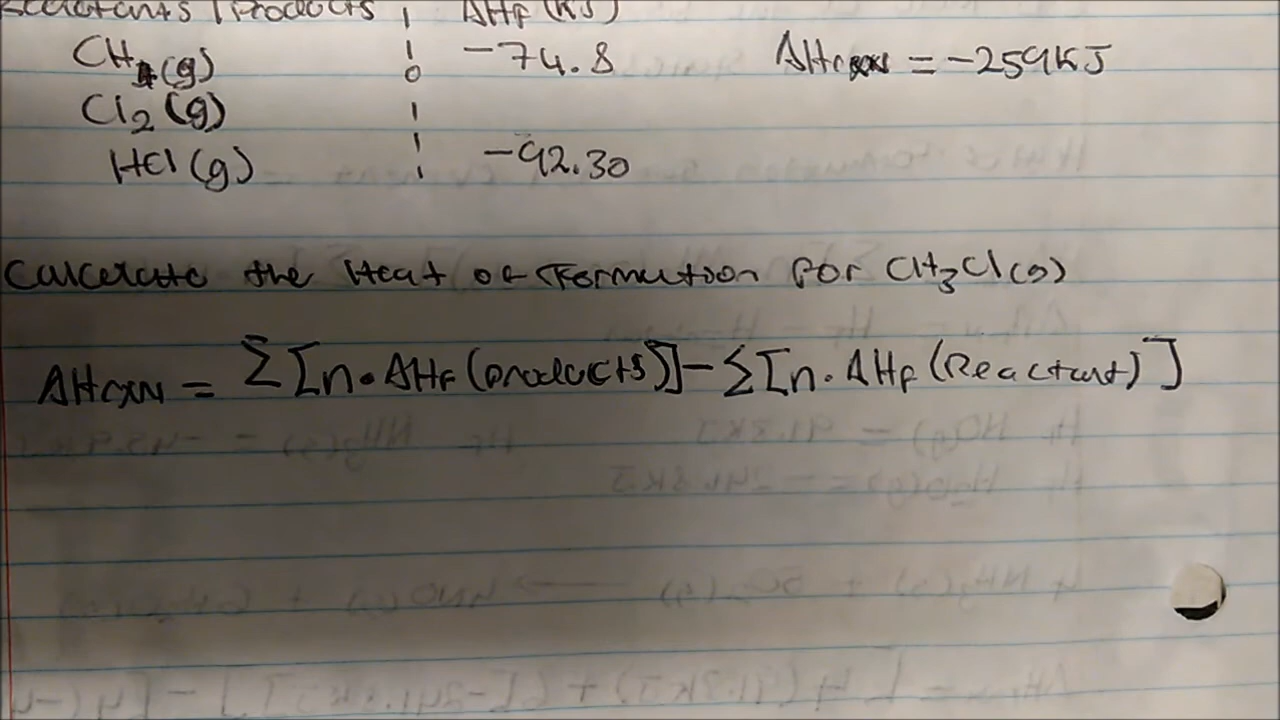 Reactants | Products | ΔHf (KJ)
CH4(g) | -74.8 ΔHrxn = -259KJ
Cl2(g) 0
HCl(g) | -92.30
Calculate the Heat of Formation for CH3Cl(g)
ΔHrxn = Σ[n·ΔHf(products)]-Σ[n·ΔHf(Reactant)]